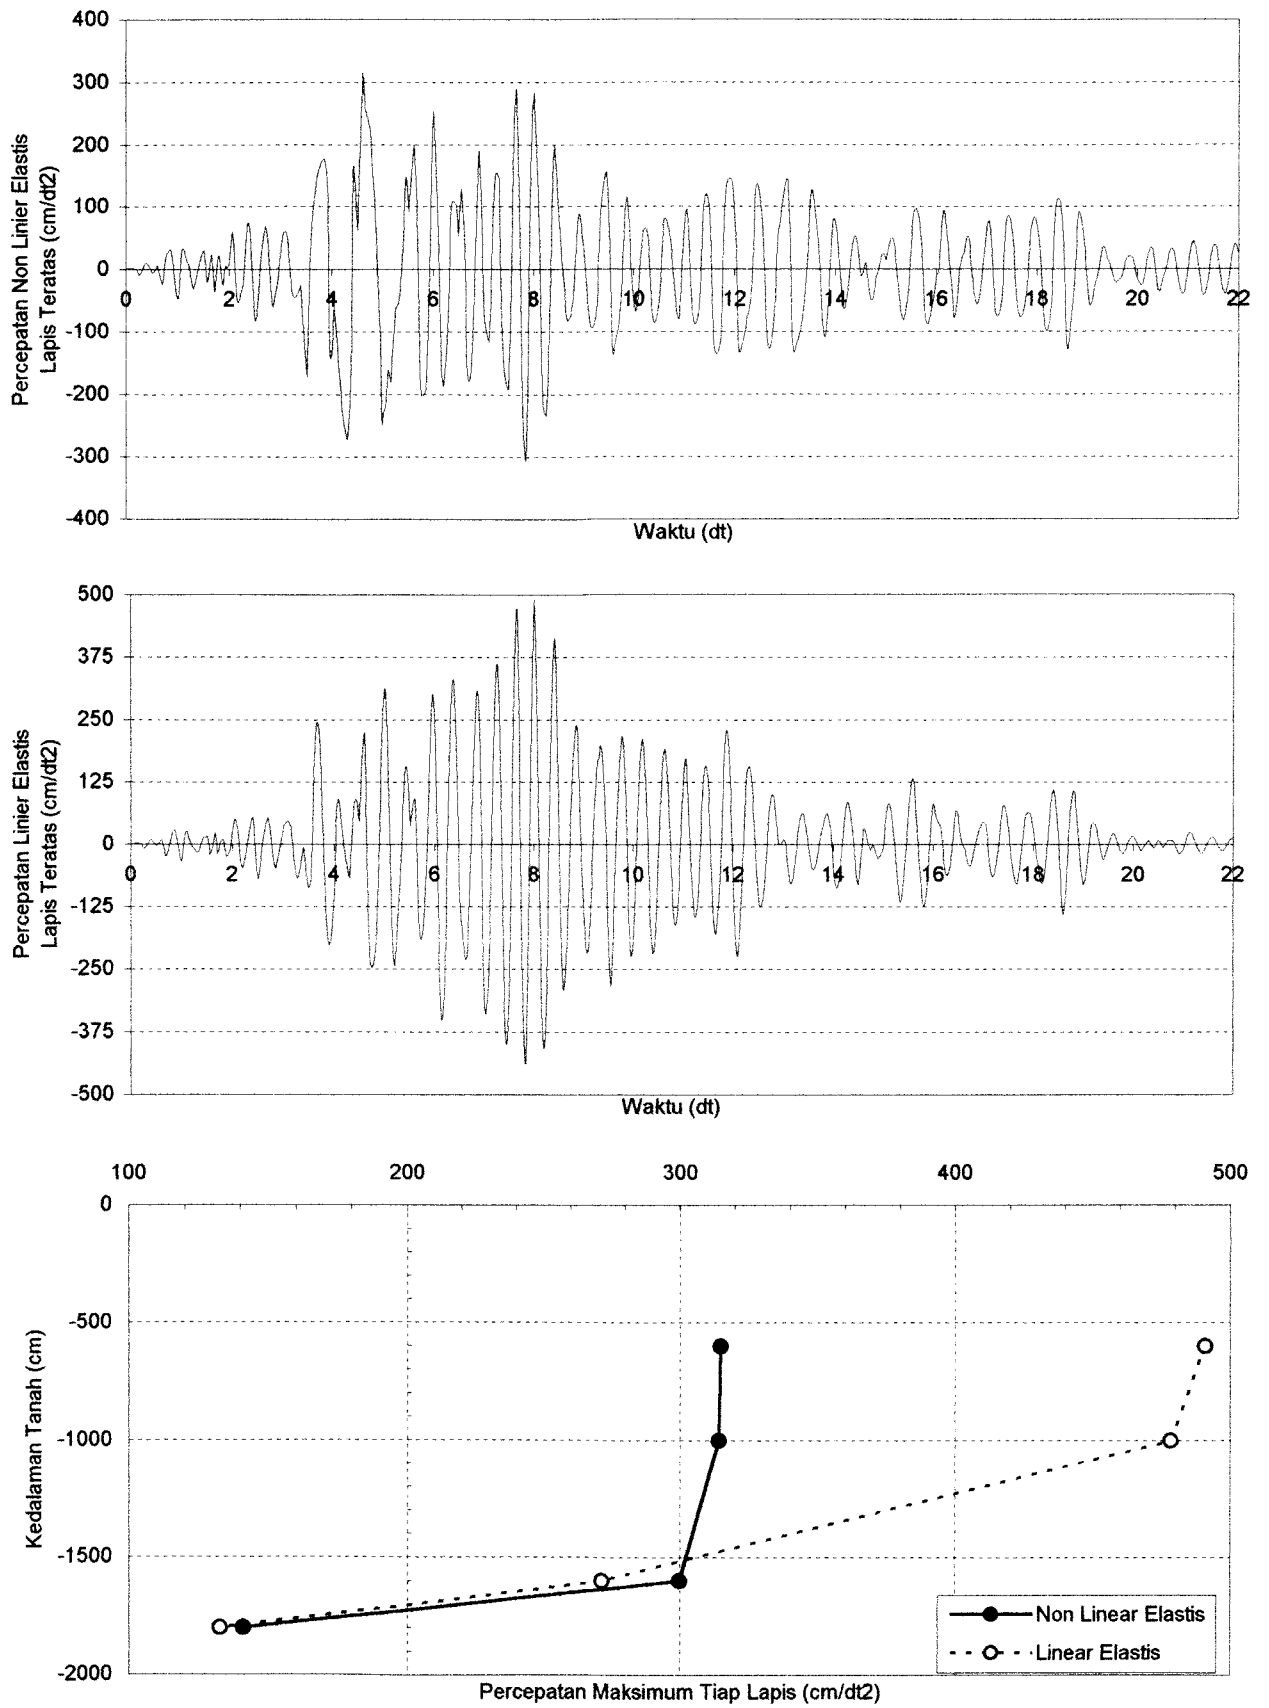 400
300
200
100
0
-100
-200
-300
-400
Percepatan Non Linier Elastis
Lapis Teratas (cm/dt2)
0 2 4 6 8 10 12 14 16 18 20 22
Waktu (dt)
500
375
250
125
0
-125
-250
-375
-500
Percepatan Linier Elastis
Lapis Teratas (cm/dt2)
0 2 4 6 8 10 12 14 16 18 20 22
Waktu (dt)
100 200 300 400 500
0
-500
-1000
-1500
-2000
Kedalaman Tanah (cm)
Non Linear Elastis
Linear Elastis
Percepatan Maksimum Tiap Lapis (cm/dt2)